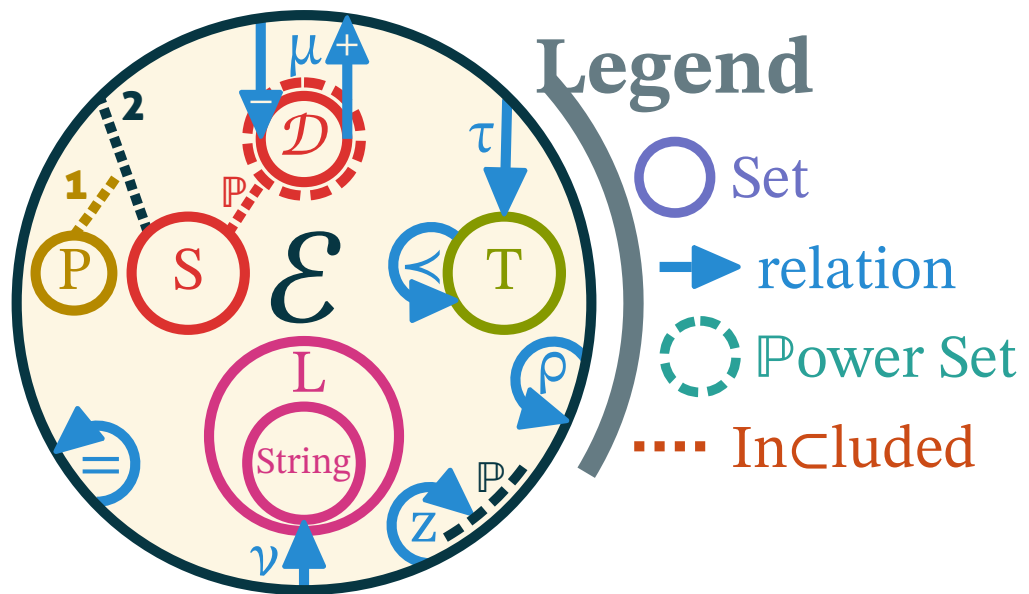 Legend
μ
+
−
2
𝒟
τ
Set
1
ℙ
P
S
ℰ
≺
T
relation
L
ρ
ℙower Set
String
=
ℙ
In⊂luded
z
ν